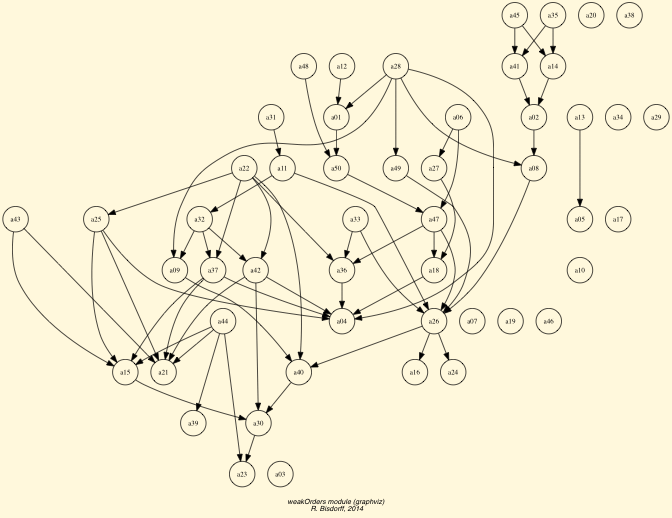 a45 a35 a20 a38
a41 a14
a48 a12 a28
a31 a01 a06 a02 a13 a34 a29
a22 a11 a50 a49 a27 a08
a43 a25 a32 a33 a47 a05 a17
a09 a37 a42 a36 a18 a10
a44 a04 a26 a07 a19 a46
a15 a21 a40 a16 a24
a39 a30
a23 a03
weakOrders module (graphviz)
R. Bisdorff, 2014